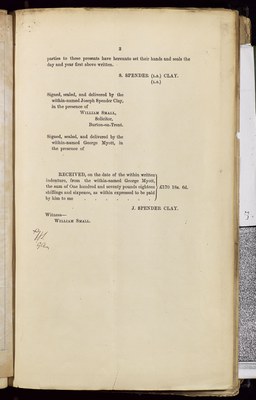 3
parties to these presents have hereunto set their hands and seals the
day and year first above written.
S. SPENDER (L.S.) CLAY.
(L.S.)
Signed, sealed, and delivered by the
within-named Joseph Spender Clay,
in the presence of
WILLIAM SMALL,
Solicitor,
Burton-on-Trent.
Signed, sealed, and delivered by the
within-named George Myott, in
the presence of
RECEIVED, on the date of the within written
indenture, from the within-named George Myott,
the sum of One hundred and seventy pounds eighteen £170 18s. 6d.
shillings and sixpence, as within expressed to be paid
by him to me . . . . . . .
J. SPENDER CLAY.
Witness—
WILLIAM SMALL.